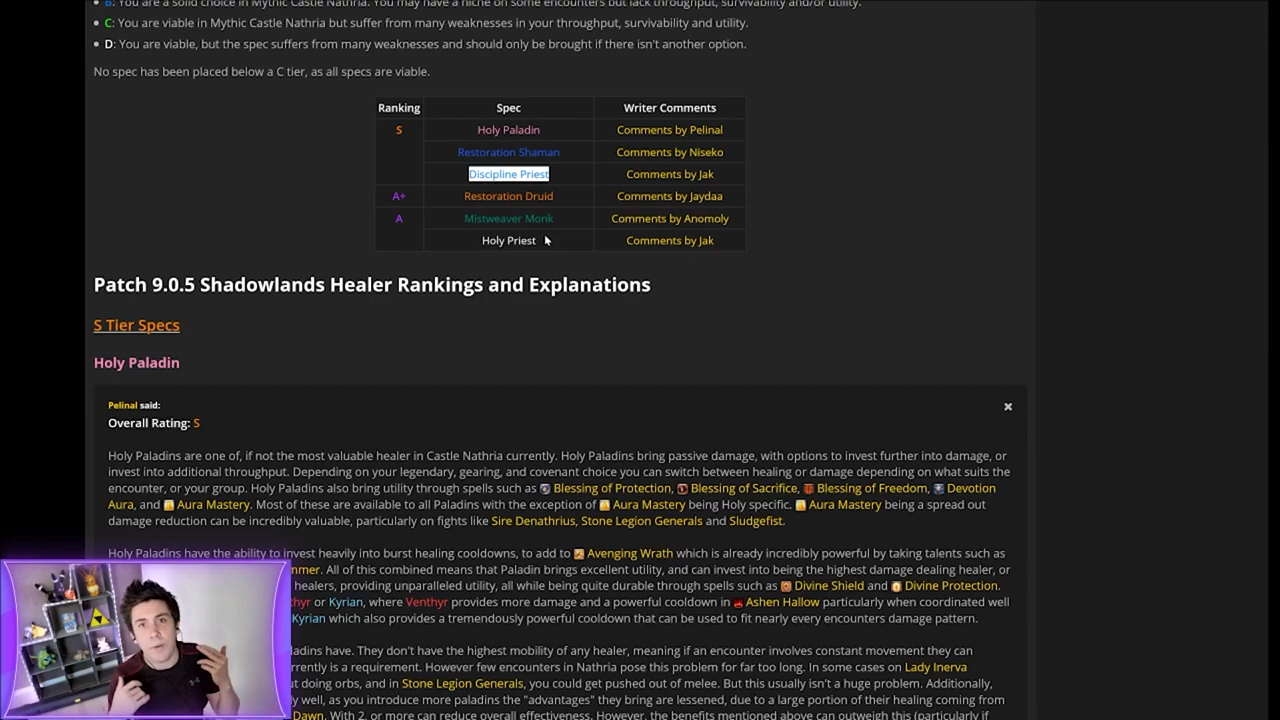 B: You are a solid choice in Mythic Castle Nathria. You may have a niche on some encounters but lack throughput, survivability and/or utility.
C: You are viable in Mythic Castle Nathria but suffer from many weaknesses in your throughput, survivability and utility.
D: You are viable, but the spec suffers from many weaknesses and should only be brought if there isn't another option.
No spec has been placed below a C tier, as all specs are viable.
Ranking Spec Writer Comments
S Holy Paladin Comments by Pelinal
Restoration Shaman Comments by Niseko
Discipline Priest Comments by Jak
A+ Restoration Druid Comments by Jaydaa
A Mistweaver Monk Comments by Anomoly
Holy Priest Comments by Jak
Patch 9.0.5 Shadowlands Healer Rankings and Explanations
S Tier Specs
Holy Paladin
Pelinal said:
Overall Rating: S
Holy Paladins are one of, if not the most valuable healer in Castle Nathria currently. Holy Paladins bring passive damage, with options to invest further into damage, or
invest into additional throughput. Depending on your legendary, gearing, and covenant choice you can switch between healing or damage depending on what suits the
encounter, or your group. Holy Paladins also bring utility through spells such as Blessing of Protection, Blessing of Sacrifice, Blessing of Freedom, Devotion
Aura, and Aura Mastery. Most of these are available to all Paladins with the exception of Aura Mastery being Holy specific. Aura Mastery being a spread out
damage reduction can be incredibly valuable, particularly on fights like Sire Denathrius, Stone Legion Generals and Sludgefist.
Holy Paladins have the ability to invest heavily into burst healing cooldowns, to add to Avenging Wrath which is already incredibly powerful by taking talents such as
mmer. All of this combined means that Paladin brings excellent utility, and can invest into being the highest damage dealing healer, or
healers, providing unparalleled utility, all while being quite durable through spells such as Divine Shield and Divine Protection.
thyr or Kyrian, where Venthyr provides more damage and a powerful cooldown in Ashen Hallow particularly when coordinated well
Kyrian which also provides a tremendously powerful cooldown that can be used to fit nearly every encounters damage pattern.
ladins have. They don't have the highest mobility of any healer, meaning if an encounter involves constant movement they can
rrently is a requirement. However few encounters in Nathria pose this problem for far too long. In some cases on Lady Inerva
t doing orbs, and in Stone Legion Generals, you could get pushed out of melee. But this usually isn't a huge problem. Additionally,
y well, as you introduce more paladins the "advantages" they bring are lessened, due to a large portion of their healing coming from
Dawn. With 2, or more can reduce overall effectiveness. However, the benefits mentioned above can outweigh this (particularly if